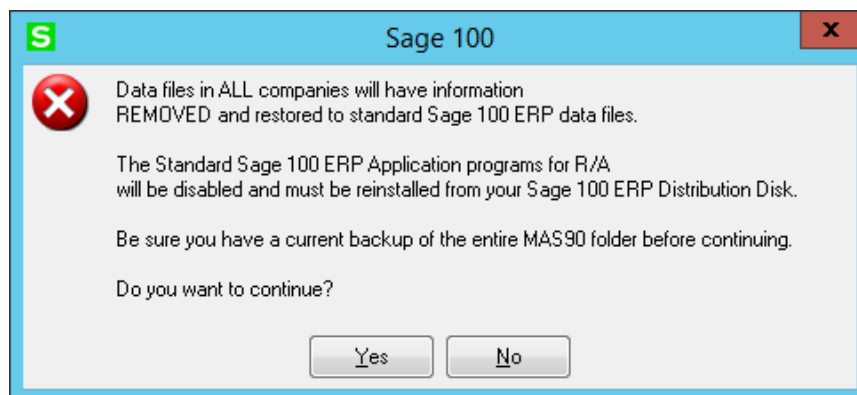 S
Sage 100
x
Data files in ALL companies will have information
REMOVED and restored to standard Sage 100 ERP data files.
The Standard Sage 100 ERP Application programs for R/A
will be disabled and must be reinstalled from your Sage 100 ERP Distribution Disk.
Be sure you have a current backup of the entire MAS90 folder before continuing.
Do you want to continue?
Yes
No